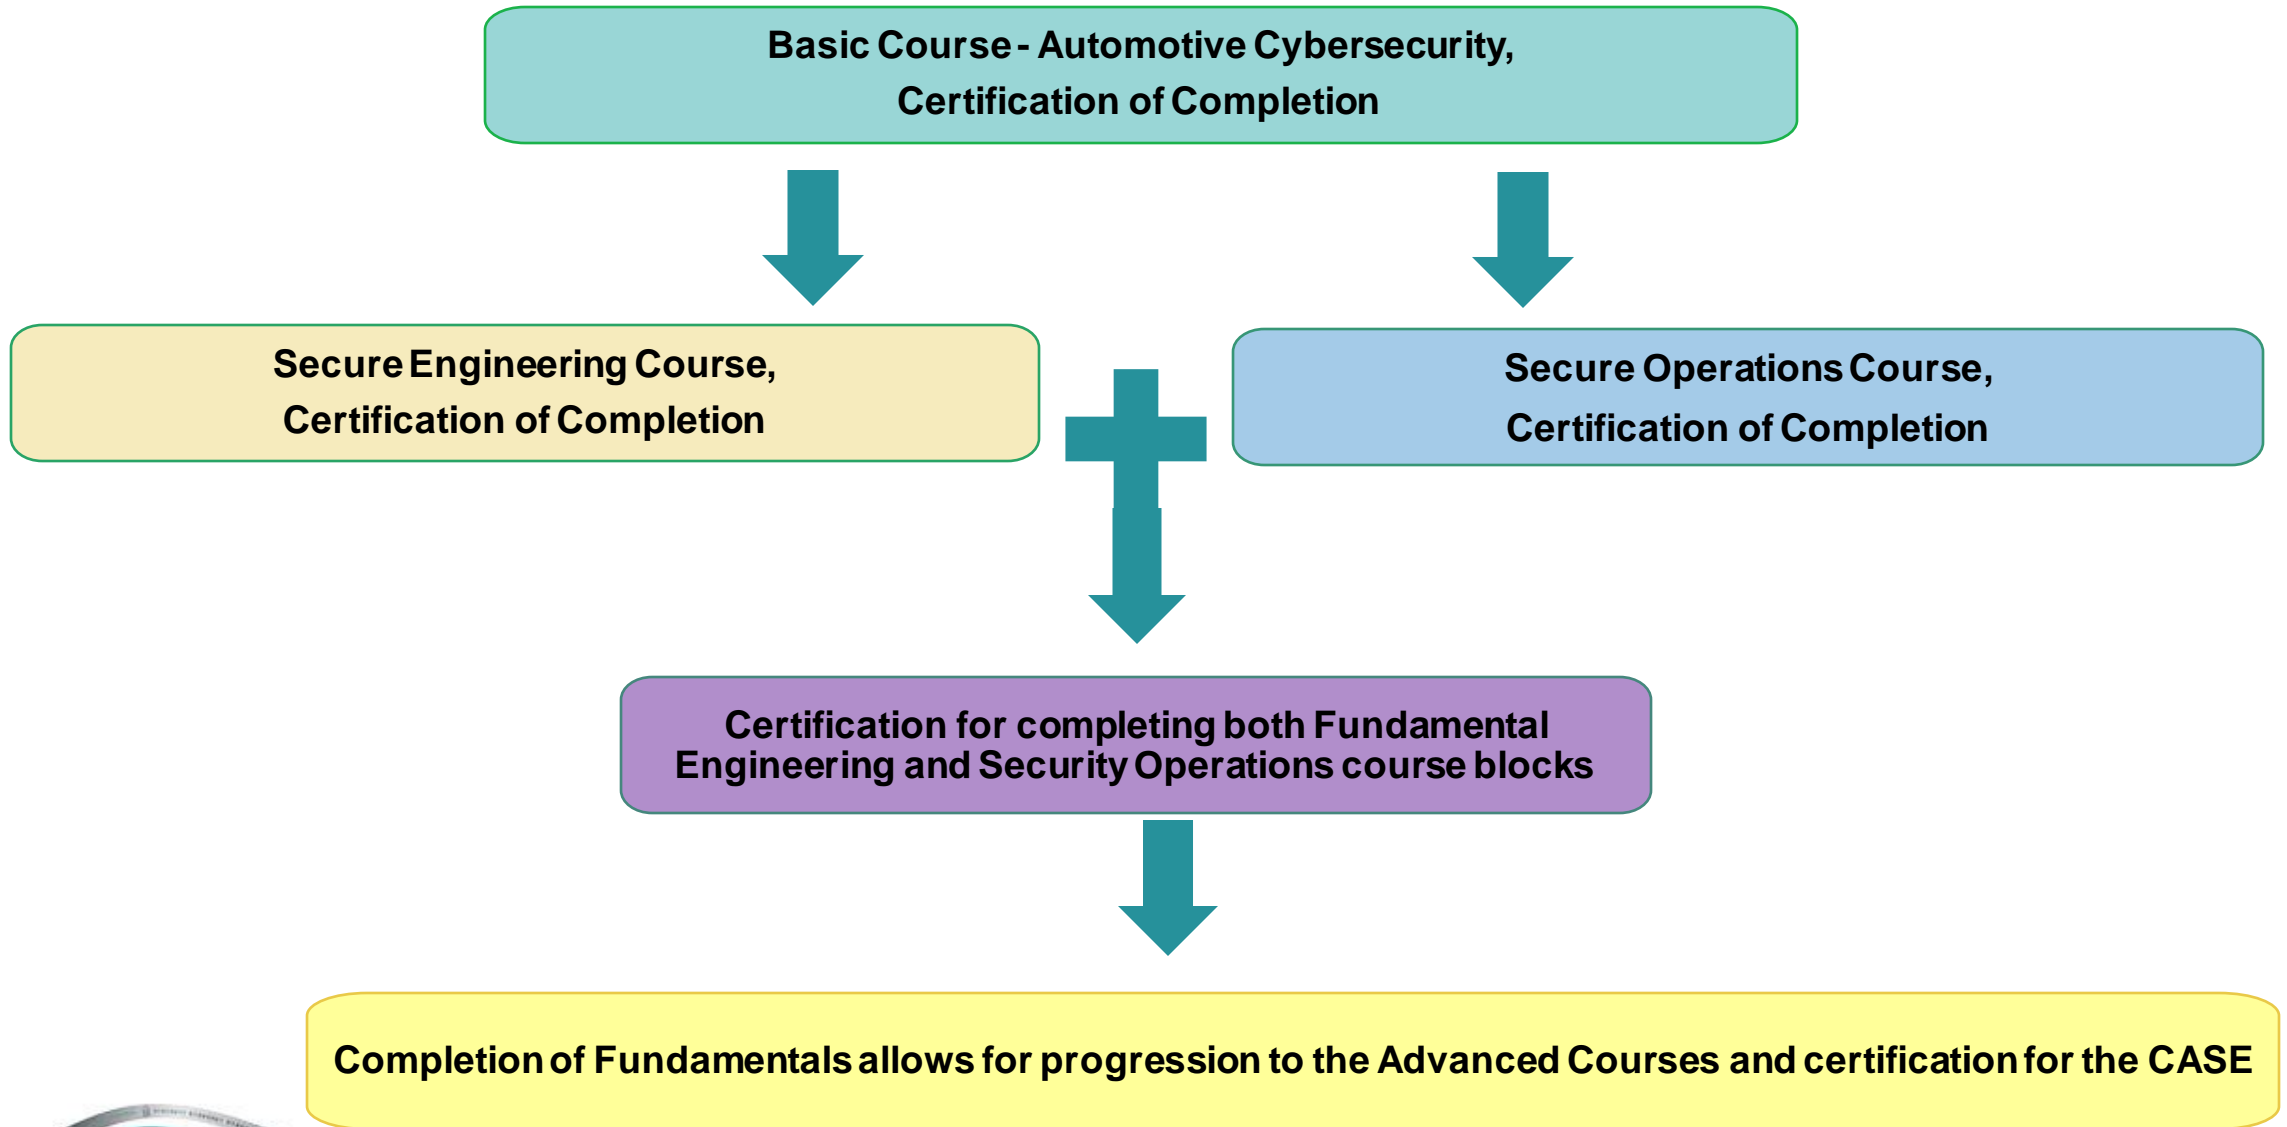 Basic Course - Automotive Cybersecurity,
Certification of Completion
Secure Engineering Course,
Certification of Completion
Secure Operations Course,
Certification of Completion
Certification for completing both Fundamental
Engineering and Security Operations course blocks
Completion of Fundamentals allows for progression to the Advanced Courses and certification for the CASE